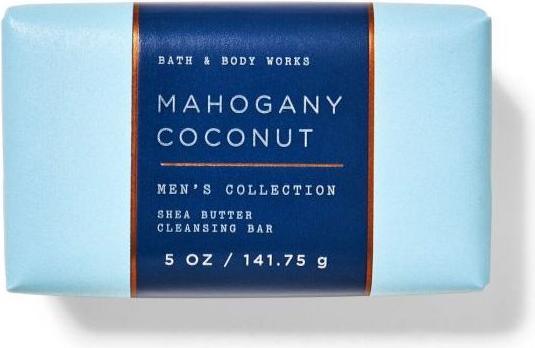 BATH & BODY WORKS
MAHOGANY
COCONUT
MEN'S COLLECTION
SHEA BUTTER
CLEANSING BAR
5 OZ / 141.75 g